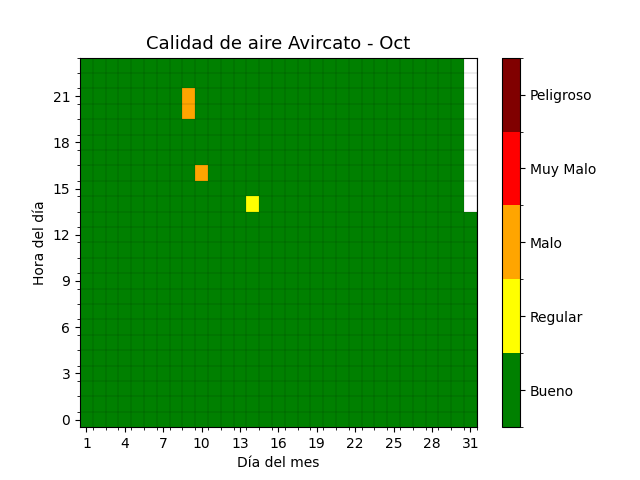 Calidad de aire Avircato - Oct
Hora del día
21
18
15
12
9
6
3
0
1 4 7 10 13 16 19 22 25 28 31
Día del mes
Peligroso
Muy Malo
Malo
Regular
Bueno